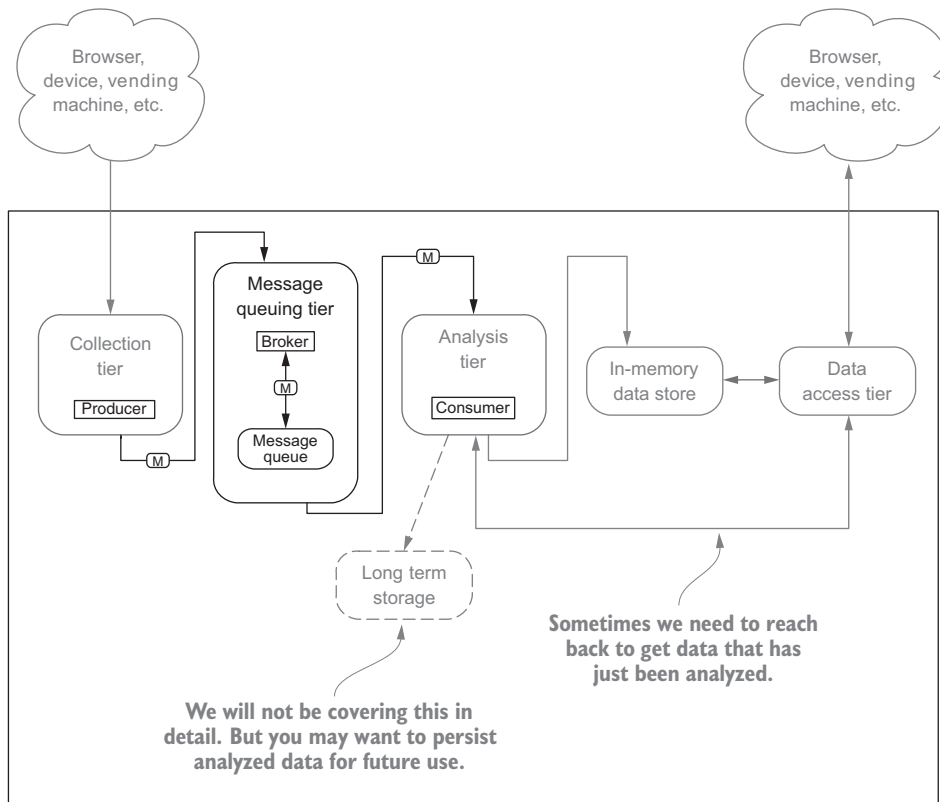 Browser,
device, vending
machine, etc.
Browser,
device, vending
machine, etc.
M
M
Message
queuing tier
Broker
M
Message
queue
Collection
tier
Producer
M
Analysis
tier
Consumer
In-memory
data store
Data
access tier
Long term
storage
Sometimes we need to reach
back to get data that has
just been analyzed.
We will not be covering this in
detail. But you may want to persist
analyzed data for future use.